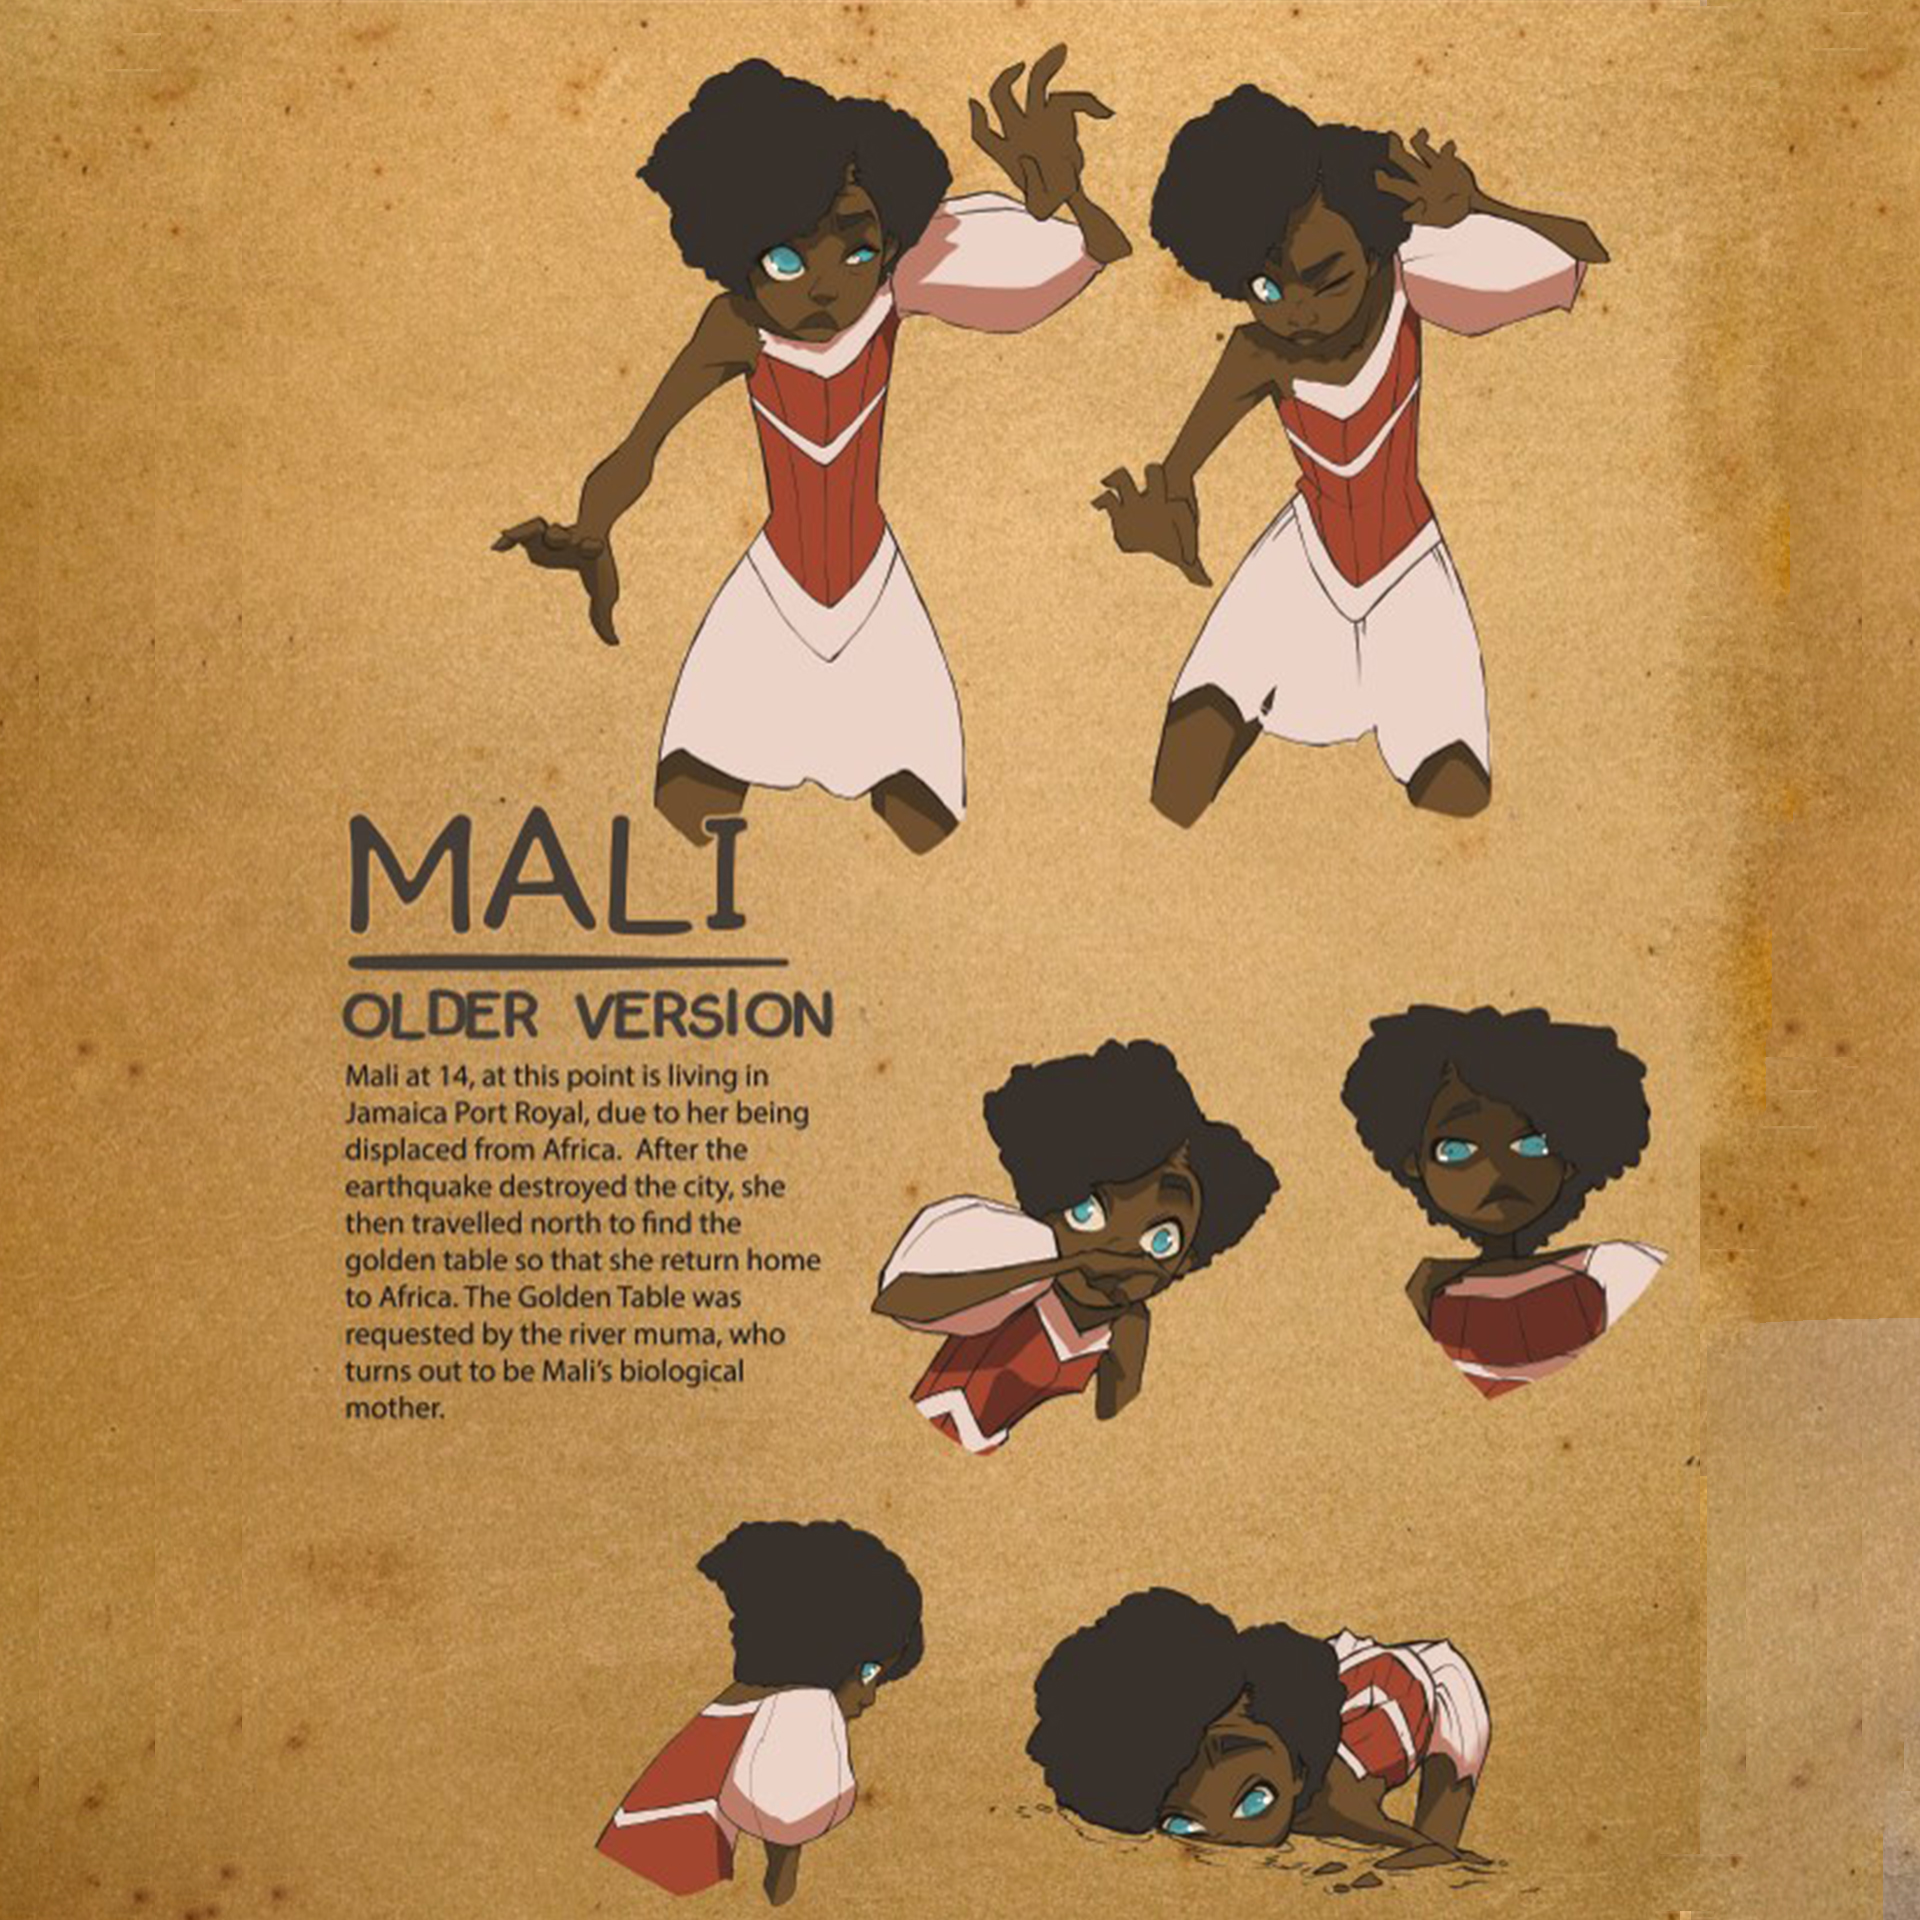 MALI
OLDER VERSION
Mali at 14, at this point is living in
Jamaica Port Royal, due to her being
displaced from Africa.  After the
earthquake destroyed the city, she
then travelled north to find the
golden table so that she return home
to Africa. The Golden Table was
requested by the river muma, who
turns out to be Mali’s biological
mother.